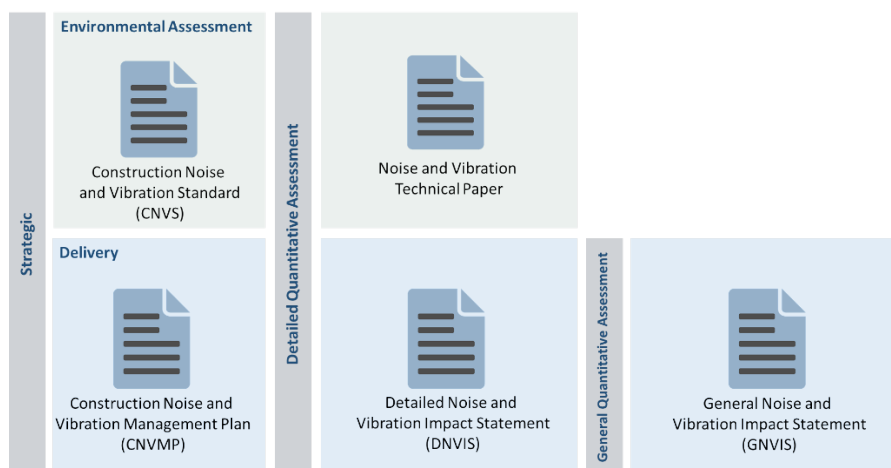 Strategic
Environmental Assessment
Construction Noise
and Vibration Standard
(CNVS)
Detailed Quantitative Assessment
Noise and Vibration
Technical Paper
Delivery
Construction Noise and
Vibration Management Plan
(CNVMP)
Detailed Noise and
Vibration Impact Statement
(DNVIS)
General Quantitative Assessment
General Noise and
Vibration Impact Statement
(GNVIS)